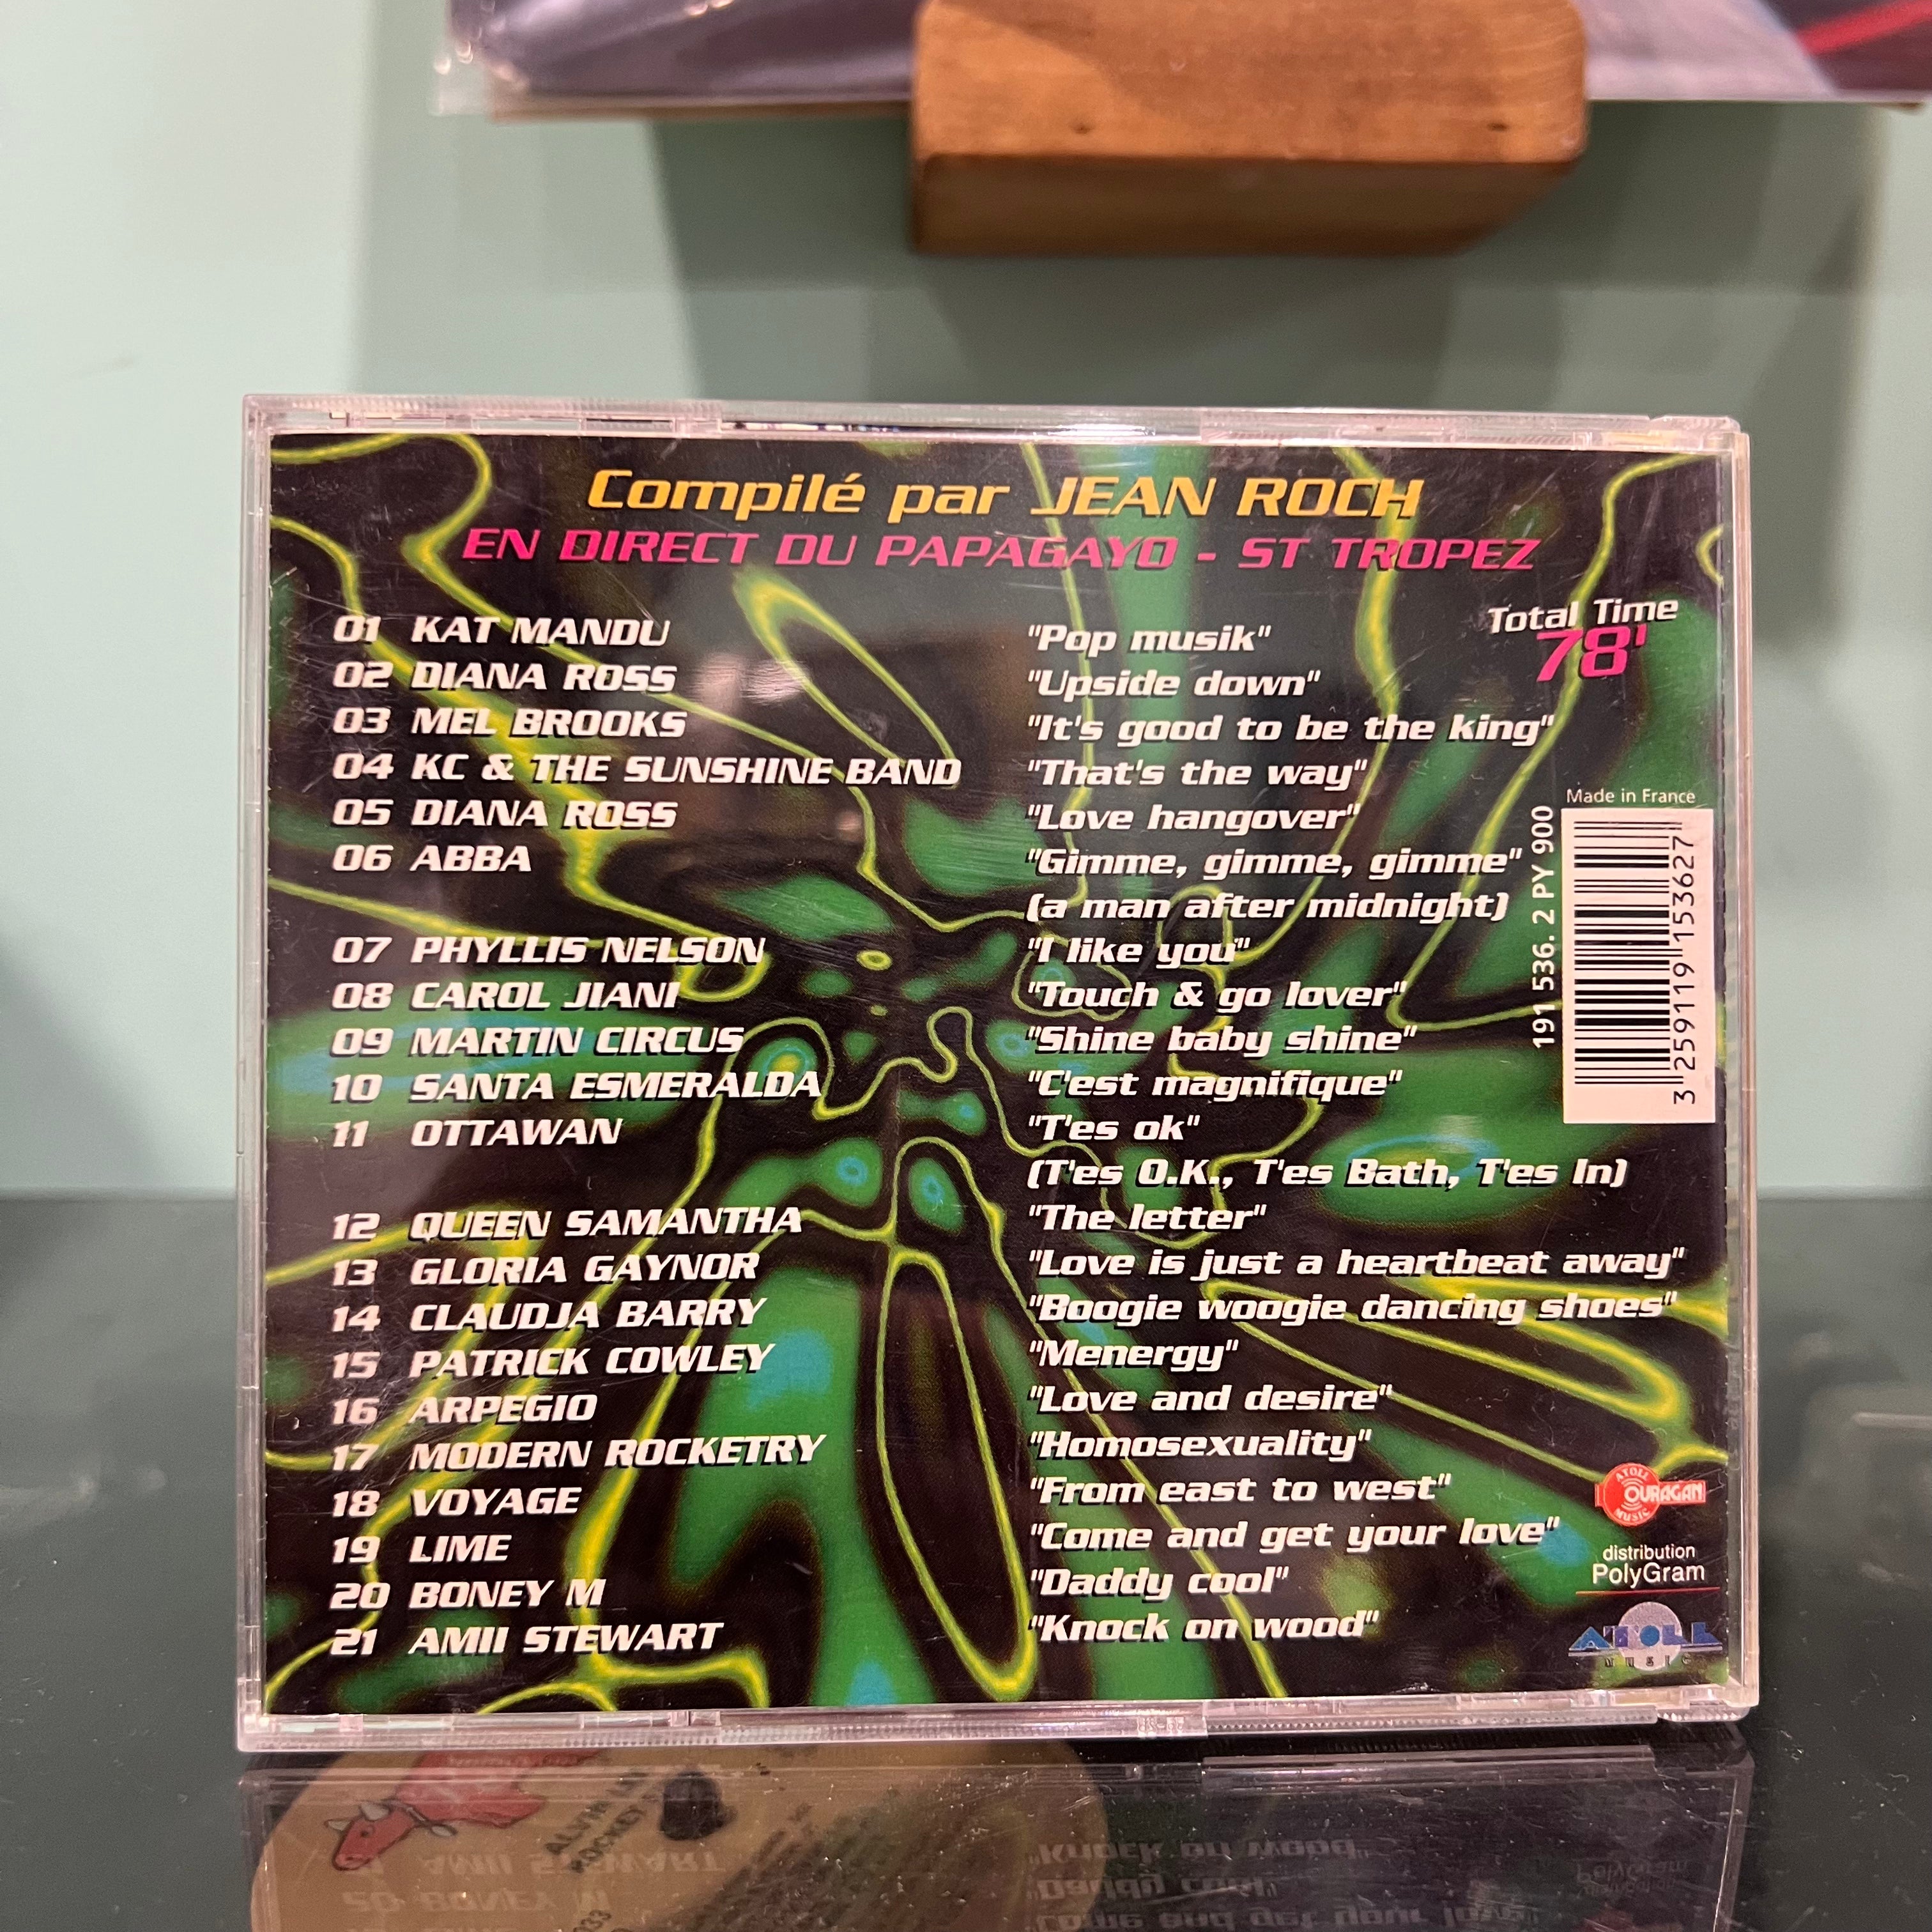 Compilé par JEAN ROCH
EN DIRECT DU PAPAGAYO - ST TROPEZ
Total Time
78'
01 KAT MANDU "Pop musik"
02 DIANA ROSS "Upside down"
03 MEL BROOKS "It's good to be the king"
04 KC & THE SUNSHINE BAND "That's the way"
05 DIANA ROSS "Love hangover"
06 ABBA "Gimme, gimme, gimme"
(a man after midnight)
07 PHYLLIS NELSON "I like you"
08 CAROL JIANI "Touch & go lover"
09 MARTIN CIRCUS "Shine baby shine"
10 SANTA ESMERALDA "C'est magnifique"
11 OTTAWAN "T'es ok"
(T'es O.K., T'es Bath, T'es In)
12 QUEEN SAMANTHA "The letter"
13 GLORIA GAYNOR "Love is just a heartbeat away"
14 CLAUDJA BARRY "Boogie woogie dancing shoes"
15 PATRICK COWLEY "Menergy"
16 ARPEGIO "Love and desire"
17 MODERN ROCKETRY "Homosexuality"
18 VOYAGE "From east to west"
19 LIME "Come and get your love"
20 BONEY M "Daddy cool"
21 AMII STEWART "Knock on wood"
Made in France
191 536. 2 PY 900
3 259119 153627
ATOLL
OURAGAN
MUSIC
distribution
PolyGram
ATOLL
MUSIC